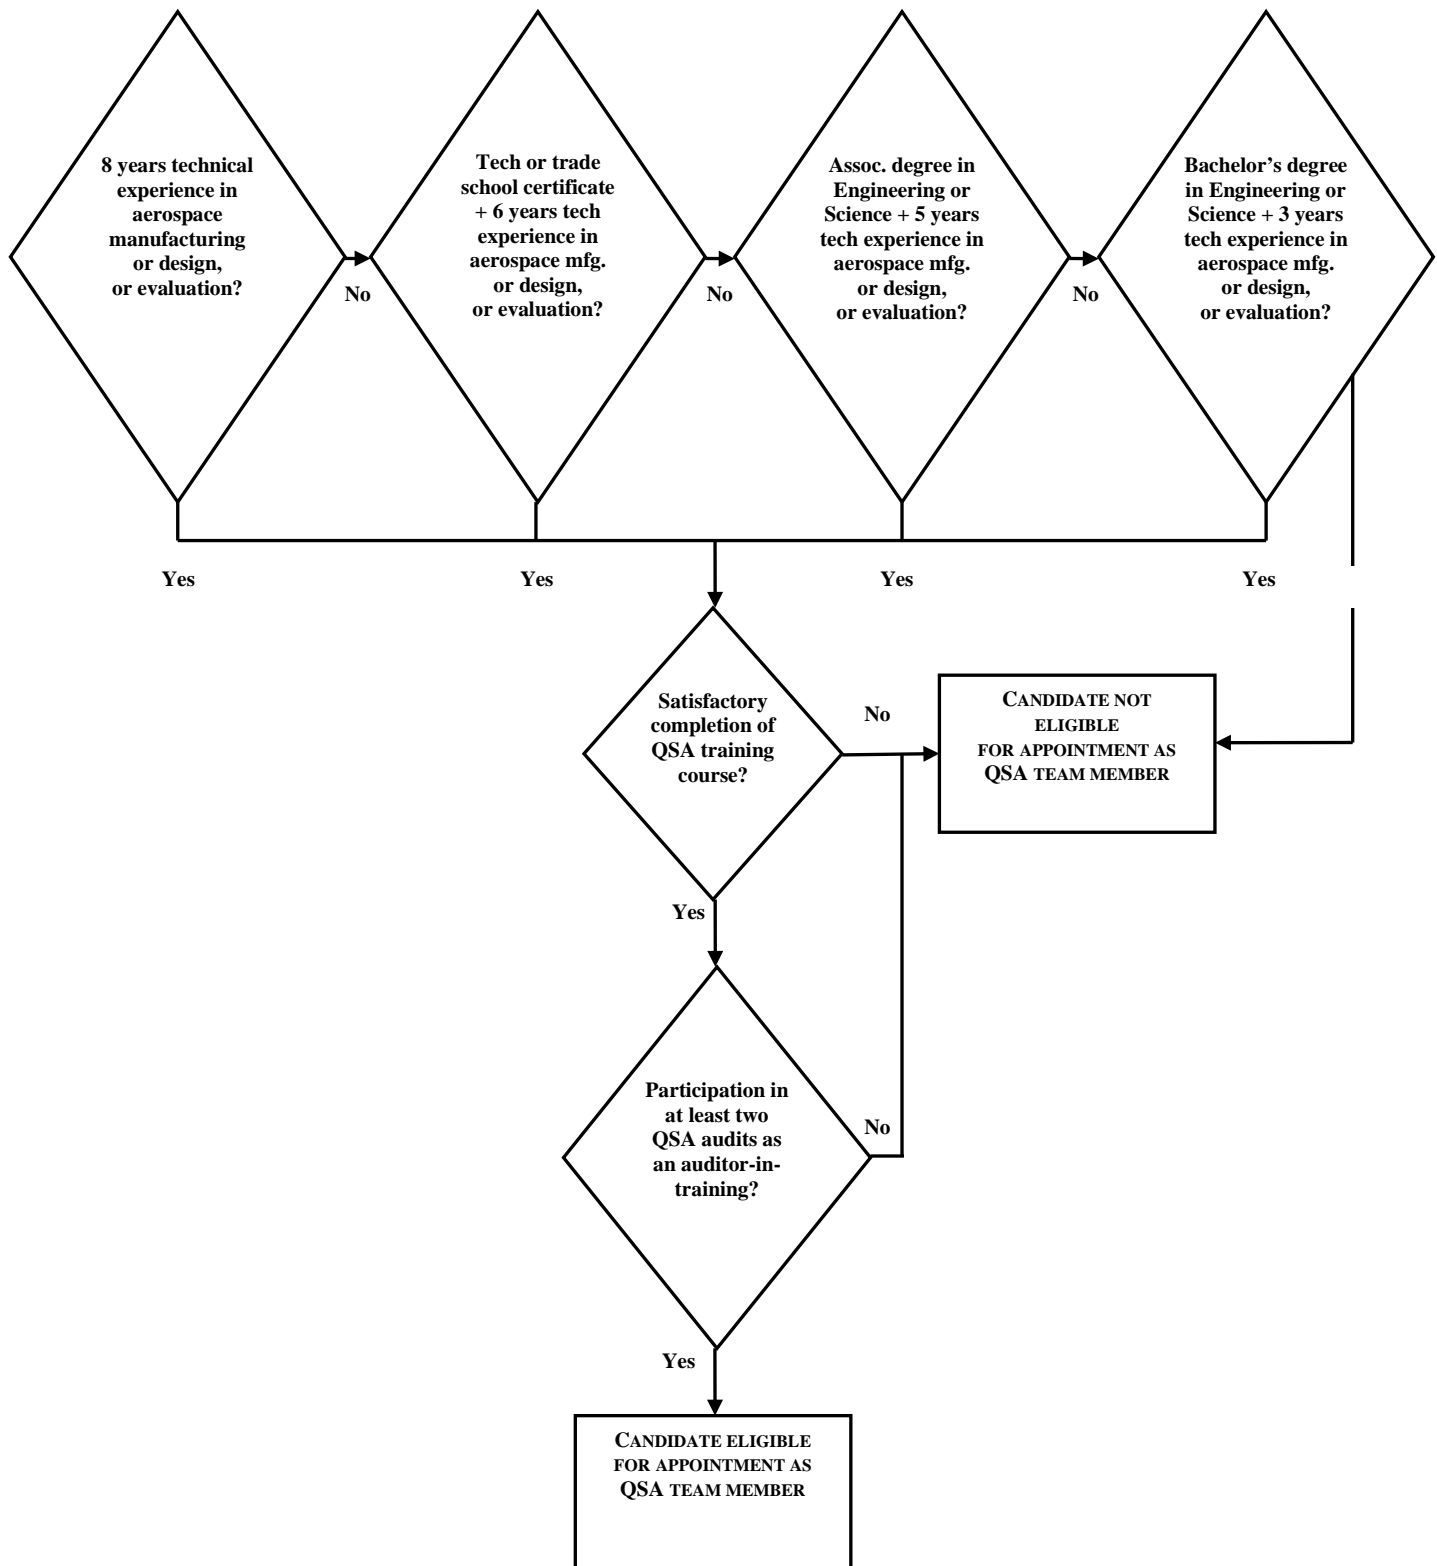 8 years technical
experience in
aerospace
manufacturing
or design,
or evaluation?
No
Tech or trade
school certificate
+ 6 years tech
experience in
aerospace mfg.
or design,
or evaluation?
No
Assoc. degree in
Engineering or
Science + 5 years
tech experience in
aerospace mfg.
or design,
or evaluation?
No
Bachelor’s degree
in Engineering or
Science + 3 years
tech experience in
aerospace mfg.
or design,
or evaluation?
Yes
Yes
Yes
Yes
Satisfactory
completion of
QSA training
course?
No
CANDIDATE NOT
ELIGIBLE
FOR APPOINTMENT AS
QSA TEAM MEMBER
Yes
Participation in
at least two
QSA audits as
an auditor-in-
training?
No
Yes
CANDIDATE ELIGIBLE
FOR APPOINTMENT AS
QSA TEAM MEMBER